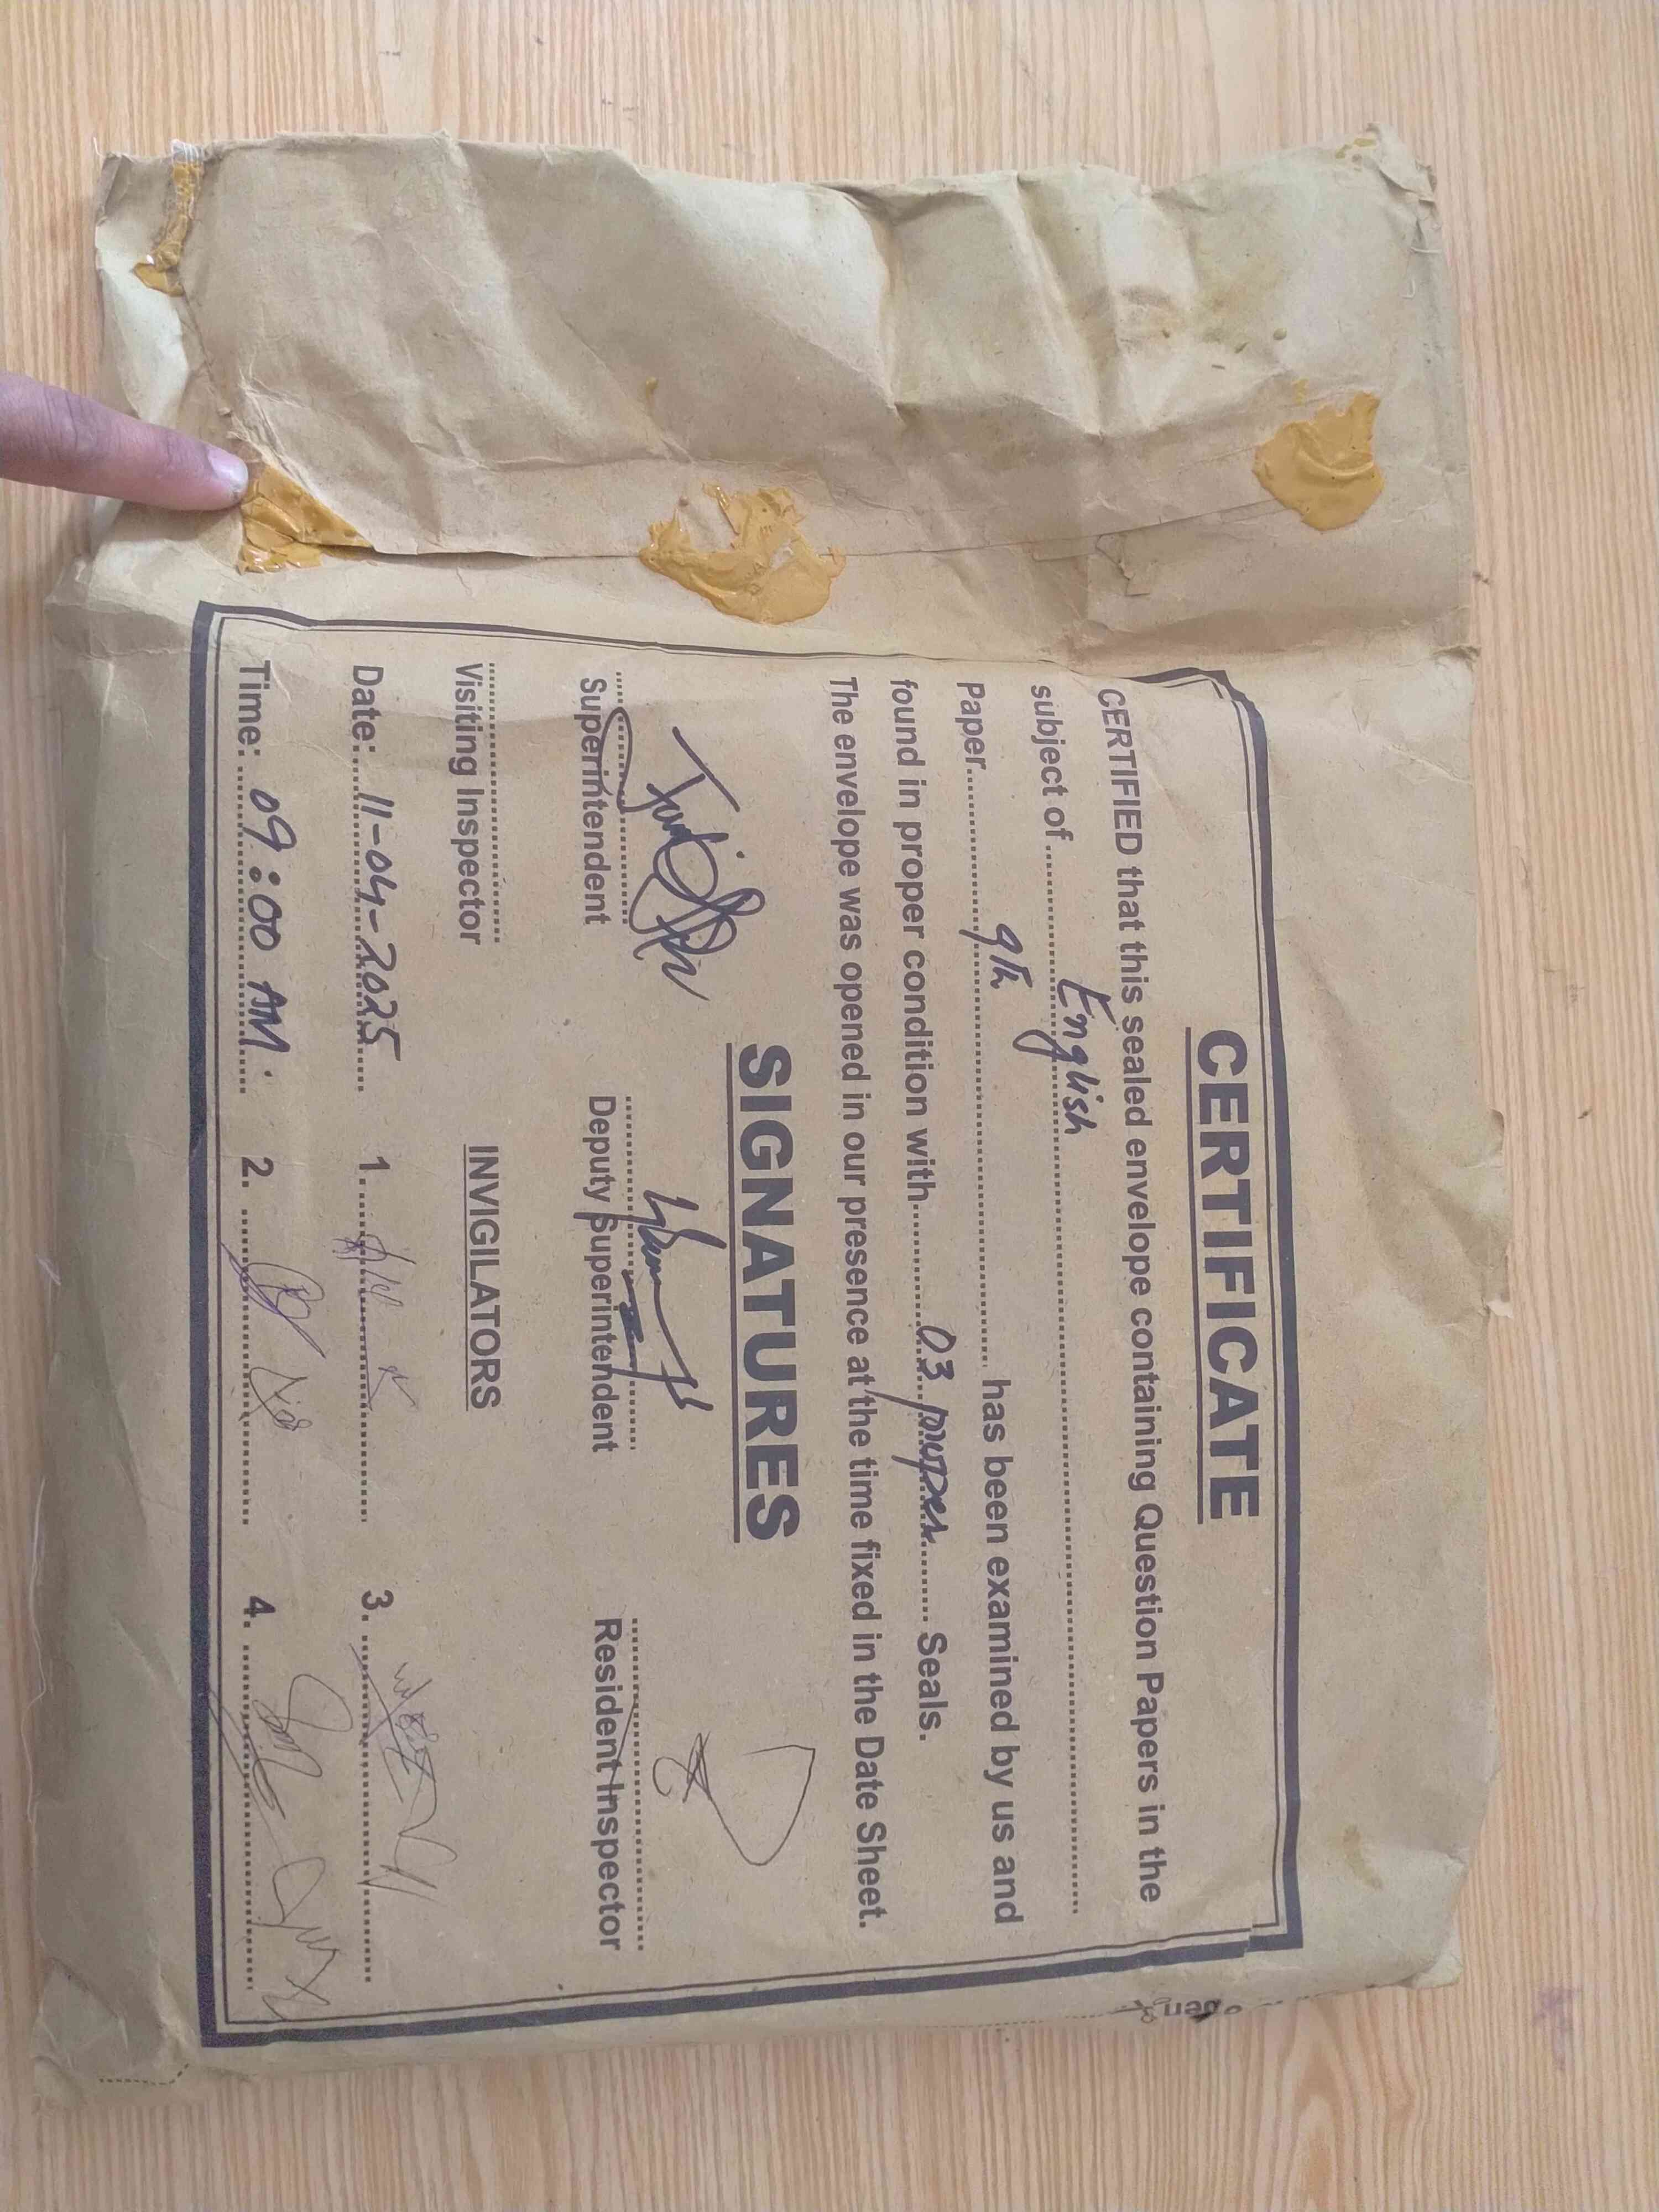 CERTIFICATE
CERTIFIED that this sealed envelope containing Question Papers in the
subject of English
Paper 9th has been examined by us and
found in proper condition with 03 proper Seals.
The envelope was opened in our presence at the time fixed in the Date Sheet.
SIGNATURES
Superintendent Deputy Superintendent Resident Inspector
Visiting Inspector INVIGILATORS
Date: 11-04-2025 1. 3.
Time: 09:00 AM. 2. 4.